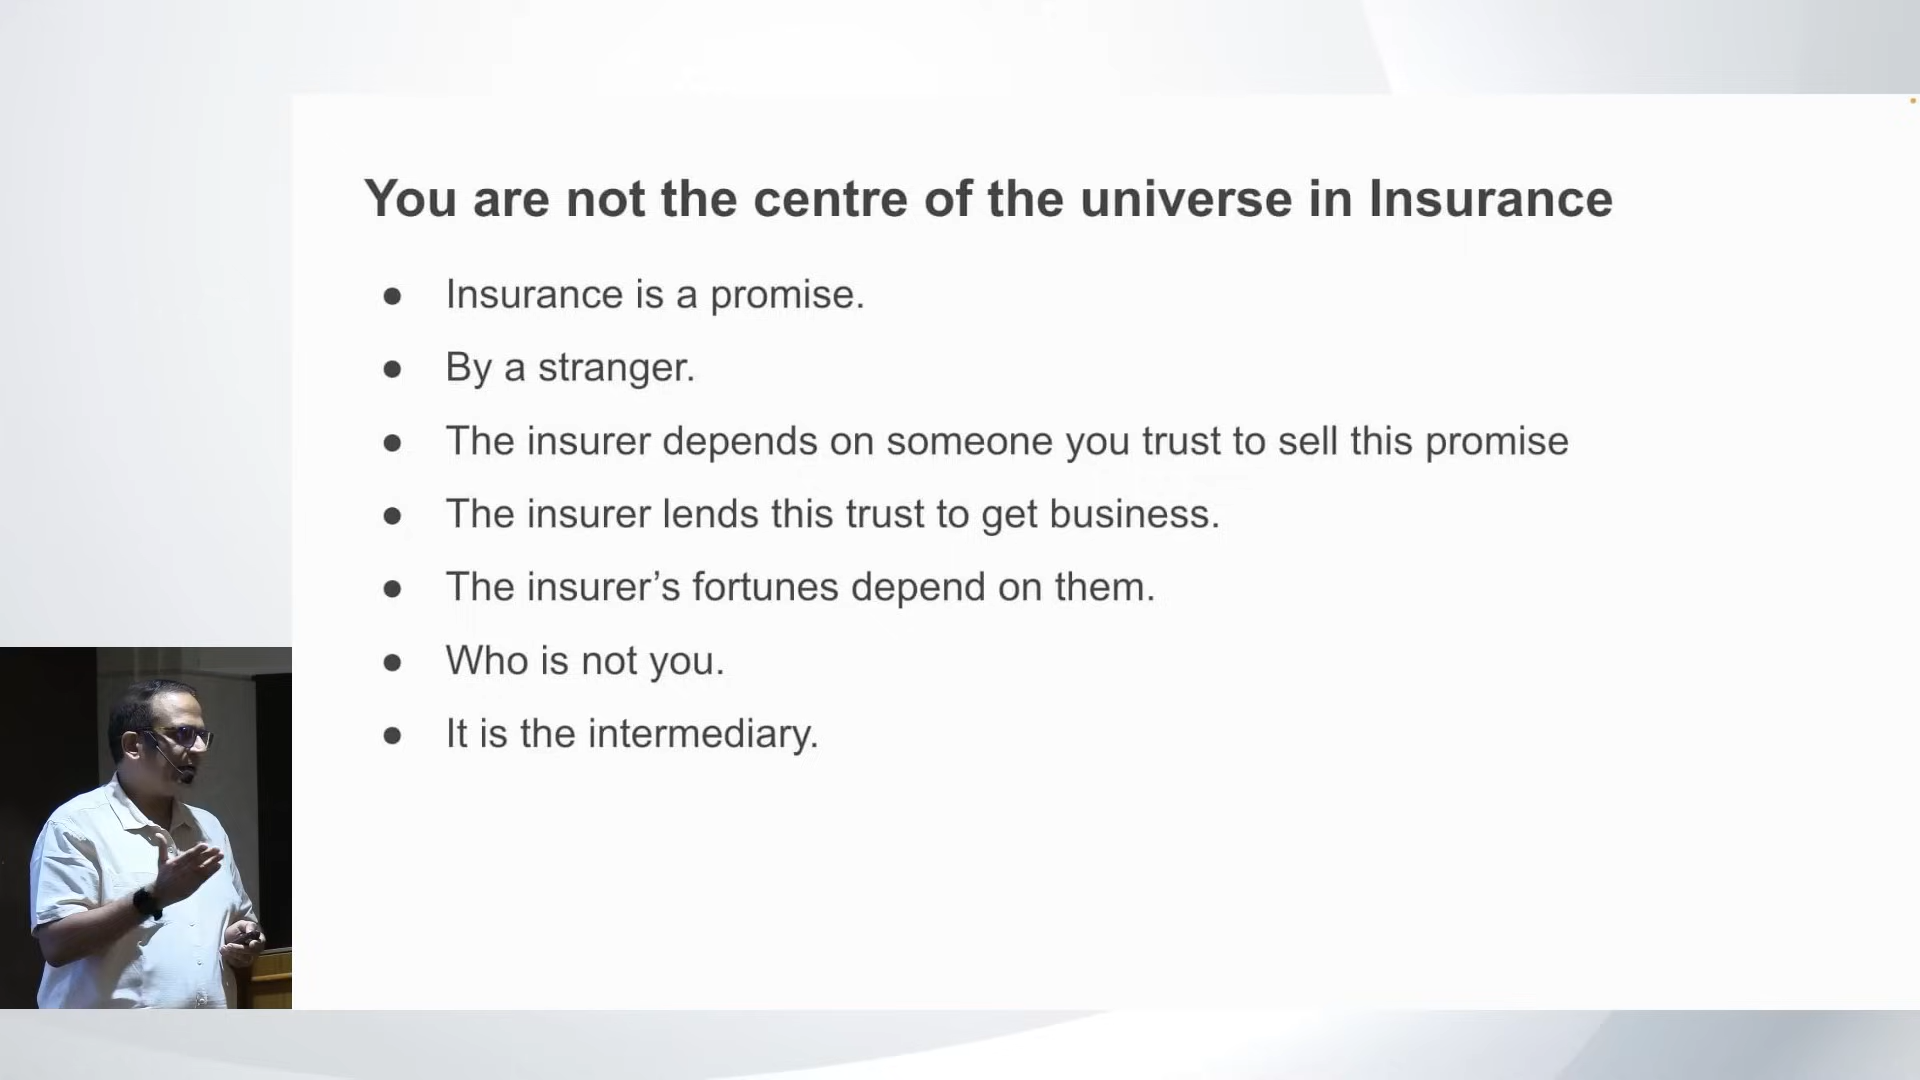 You are not the centre of the universe in Insurance
● Insurance is a promise.
● By a stranger.
● The insurer depends on someone you trust to sell this promise
● The insurer lends this trust to get business.
● The insurer’s fortunes depend on them.
● Who is not you.
● It is the intermediary.